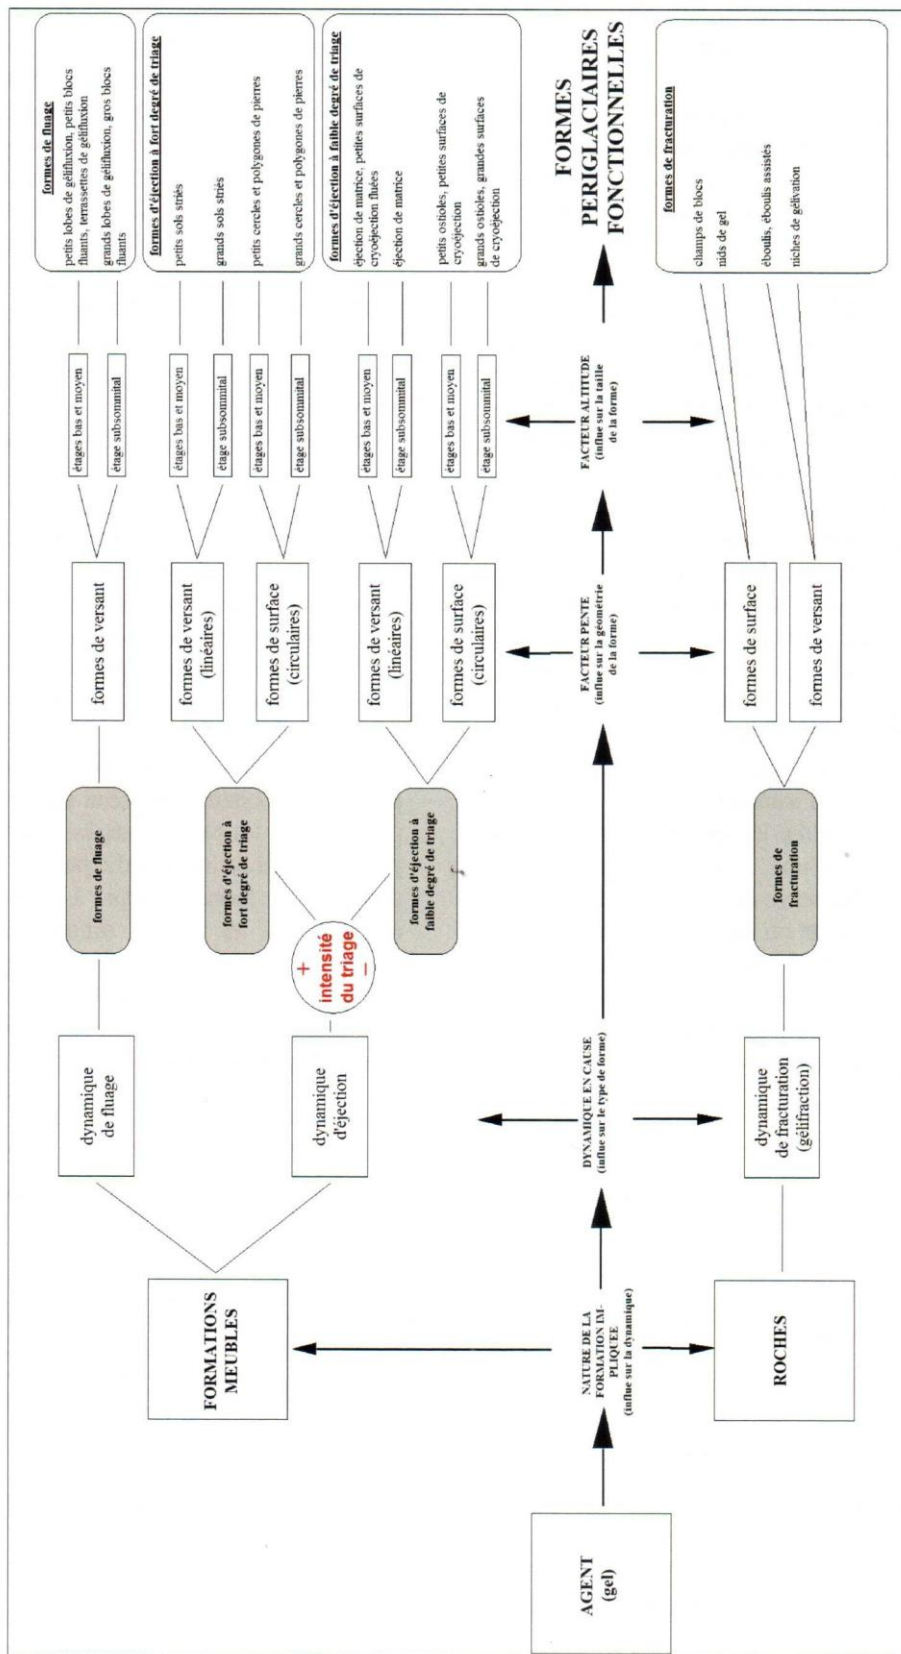 AGENT
(gel)
NATURE DE LA
FORMATION IM-
PLIQUEE
(influe sur la dynamique)
FORMATIONS
MEUBLES
ROCHES
DYNAMIQUE EN CAUSE
(influe sur le type de forme)
dynamique
de fluage
dynamique
d'éjection
dynamique
de fracturation
(gélifraction)
+
intensité
du triage
–
formes de fluage
formes d'éjection à
fort degré de triage
formes d'éjection à
faible degré de triage
formes de
fracturation
FACTEUR PENTE
(influe sur la géométrie
de la forme)
formes de versant
formes de versant
(linéaires)
formes de surface
(circulaires)
formes de versant
(linéaires)
formes de surface
(circulaires)
formes de surface
formes de versant
FACTEUR ALTITUDE
(influe sur la taille
de la forme)
étages bas et moyen
étage subsommital
étages bas et moyen
étage subsommital
étages bas et moyen
étage subsommital
étages bas et moyen
étage subsommital
étages bas et moyen
étage subsommital
FORMES
PERIGLACIAIRES
FONCTIONNELLES
formes de fluage
petits lobes de gélifluxion, petits blocs
fluants, terrassettes de gélifluxion
grands lobes de gélifluxion, gros blocs
fluants
formes d'éjection à fort degré de triage
petits sols striés
grands sols striés
petits cercles et polygones de pierres
grands cercles et polygones de pierres
formes d'éjection à faible degré de triage
éjection de matrice, petites surfaces de
cryoéjection fluées
éjection de matrice
petits ostioles, petites surfaces de
cryoéjection
grands ostioles, grandes surfaces
de cryoéjection
formes de fracturation
champs de blocs
nids de gel
éboulis, éboulis assistés
niches de gélivation